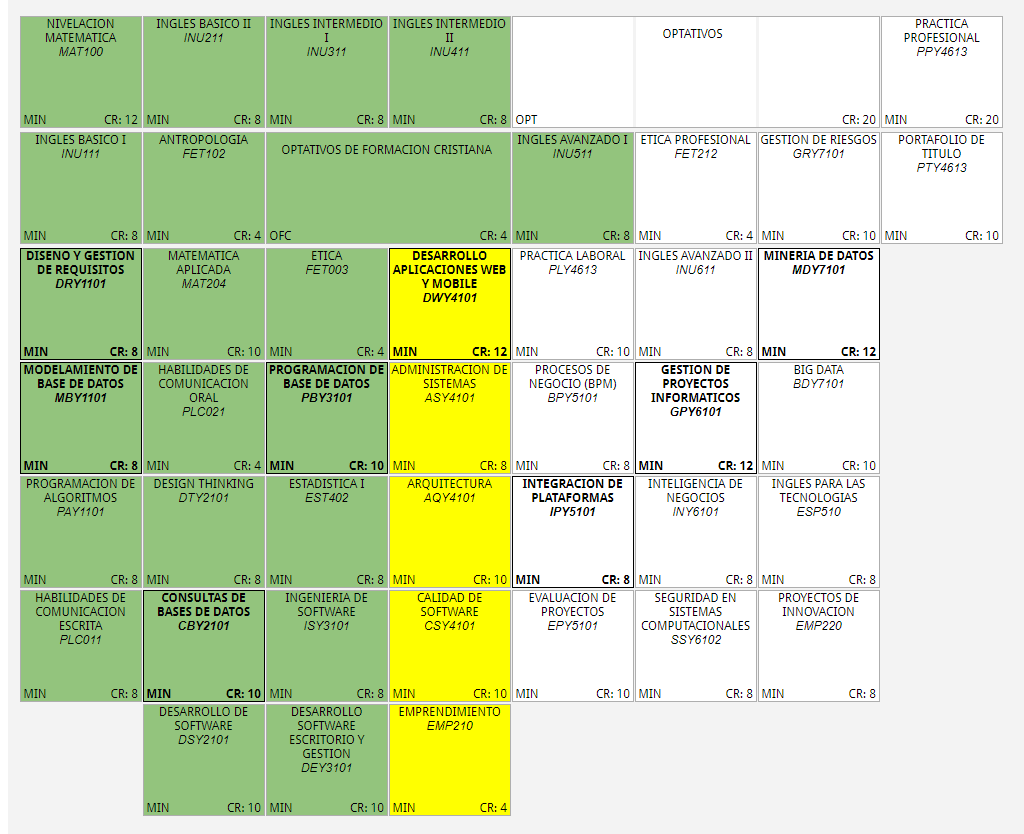 NIVELACION
MATEMATICA
MAT100
MIN CR: 12
INGLES BASICO II
INU211
MIN CR: 8
INGLES INTERMEDIO
I
INU311
MIN CR: 8
INGLES INTERMEDIO
II
INU411
MIN CR: 8
OPTATIVOS
OPT CR: 20
PRACTICA
PROFESIONAL
PPY4613
MIN CR: 20
INGLES BASICO I
INU111
MIN CR: 8
ANTROPOLOGIA
FET102
MIN CR: 4
OPTATIVOS DE FORMACION CRISTIANA
OFC CR: 4
INGLES AVANZADO I
INU511
MIN CR: 8
ETICA PROFESIONAL
FET212
MIN CR: 4
GESTION DE RIESGOS
GRY7101
MIN CR: 10
PORTAFOLIO DE
TITULO
PTY4613
MIN CR: 10
DISENO Y GESTION
DE REQUISITOS
DRY1101
MIN CR: 8
MATEMATICA
APLICADA
MAT204
MIN CR: 10
ETICA
FET003
MIN CR: 4
DESARROLLO
APLICACIONES WEB
Y MOBILE
DWY4101
MIN CR: 12
PRACTICA LABORAL
PLY4613
MIN CR: 10
INGLES AVANZADO II
INU611
MIN CR: 8
MINERIA DE DATOS
MDY7101
MIN CR: 12
MODELAMIENTO DE
BASE DE DATOS
MBY1101
MIN CR: 8
HABILIDADES DE
COMUNICACION
ORAL
PLC021
MIN CR: 4
PROGRAMACION DE
BASE DE DATOS
PBY3101
MIN CR: 10
ADMINISTRACION DE
SISTEMAS
ASY4101
MIN CR: 8
PROCESOS DE
NEGOCIO (BPM)
BPY5101
MIN CR: 8
GESTION DE
PROYECTOS
INFORMATICOS
GPY6101
MIN CR: 12
BIG DATA
BDY7101
MIN CR: 10
PROGRAMACION DE
ALGORITMOS
PAY1101
MIN CR: 8
DESIGN THINKING
DTY2101
MIN CR: 8
ESTADISTICA I
EST402
MIN CR: 8
ARQUITECTURA
AQY4101
MIN CR: 10
INTEGRACION DE
PLATAFORMAS
IPY5101
MIN CR: 8
INTELIGENCIA DE
NEGOCIOS
INY6101
MIN CR: 8
INGLES PARA LAS
TECNOLOGIAS
ESP510
MIN CR: 8
HABILIDADES DE
COMUNICACION
ESCRITA
PLC011
MIN CR: 8
CONSULTAS DE
BASES DE DATOS
CBY2101
MIN CR: 10
INGENIERIA DE
SOFTWARE
ISY3101
MIN CR: 8
CALIDAD DE
SOFTWARE
CSY4101
MIN CR: 10
EVALUACION DE
PROYECTOS
EPY5101
MIN CR: 10
SEGURIDAD EN
SISTEMAS
COMPUTACIONALES
SSY6102
MIN CR: 8
PROYECTOS DE
INNOVACION
EMP220
MIN CR: 8
DESARROLLO DE
SOFTWARE
DSY2101
MIN CR: 10
DESARROLLO
SOFTWARE
ESCRITORIO Y
GESTION
DEY3101
MIN CR: 10
EMPRENDIMIENTO
EMP210
MIN CR: 4